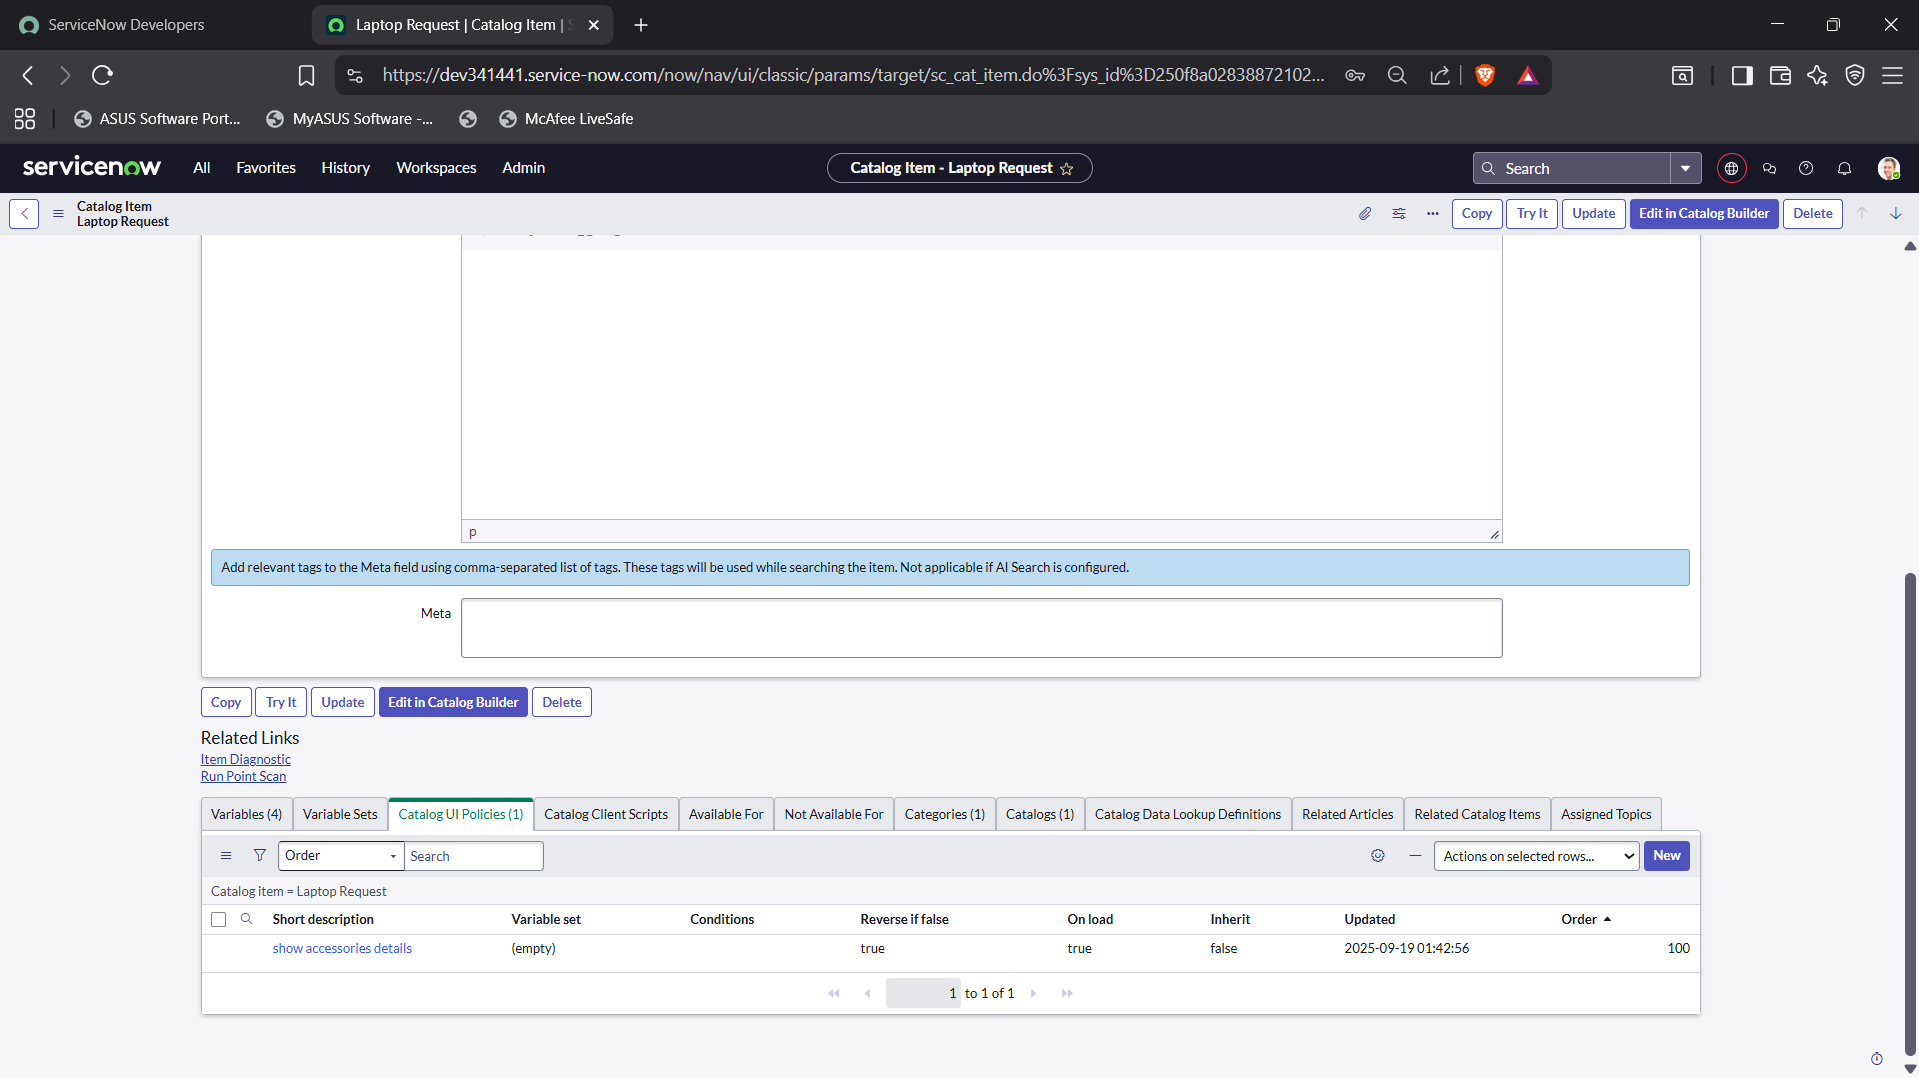 ServiceNow Developers
Laptop Request | Catalog Item |
https://dev341441.service-now.com/now/nav/ui/classic/params/target/sc_cat_item.do%3Fsys_id%3D250f8a02838872102...
ASUS Software Port... MyASUS Software -... McAfee LiveSafe
servicenow All Favorites History Workspaces Admin Catalog Item - Laptop Request Search
Catalog Item
Laptop Request
Copy Try It Update Edit in Catalog Builder Delete
p
Add relevant tags to the Meta field using comma-separated list of tags. These tags will be used while searching the item. Not applicable if AI Search is configured.
Meta
Copy Try It Update Edit in Catalog Builder Delete
Related Links
Item Diagnostic
Run Point Scan
Variables (4) Variable Sets Catalog UI Policies (1) Catalog Client Scripts Available For Not Available For Categories (1) Catalogs (1) Catalog Data Lookup Definitions Related Articles Related Catalog Items Assigned Topics
Order Search Actions on selected rows... New
Catalog item = Laptop Request
Short description Variable set Conditions Reverse if false On load Inherit Updated Order
show accessories details (empty) true true false 2025-09-19 01:42:56 100
1 to 1 of 1